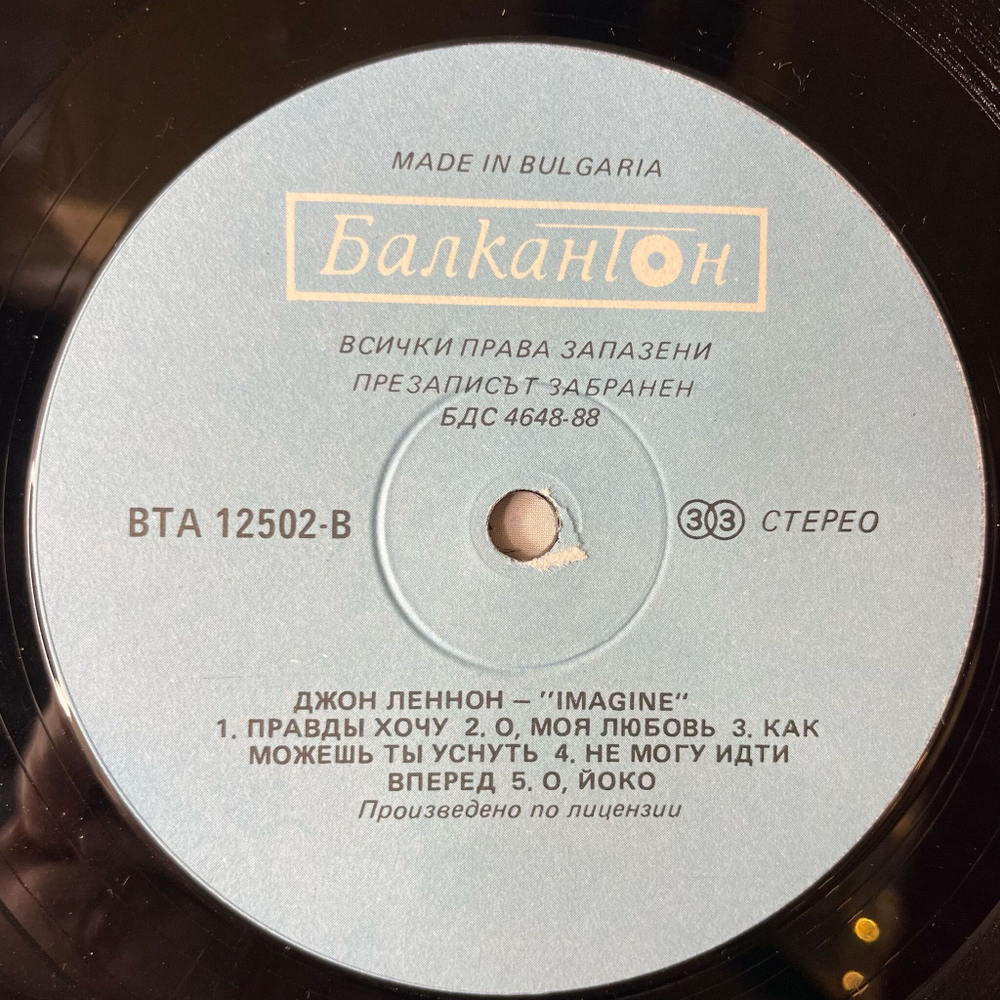 MADE IN BULGARIA
Балкантон
ВСИЧКИ ПРАВА ЗАПАЗЕНИ
ПРЕЗАПИСЪТ ЗАБРАНЕН
БДС 4648-88
ВТА 12502-В
33 СТЕРЕО
ДЖОН ЛЕННОН – "IMAGINE"
1. ПРАВДЫ ХОЧУ 2. О, МОЯ ЛЮБОВЬ 3. КАК
МОЖЕШЬ ТЫ УСНУТЬ 4. НЕ МОГУ ИДТИ
ВПЕРЕД 5. О, ЙОКО
Произведено по лицензии